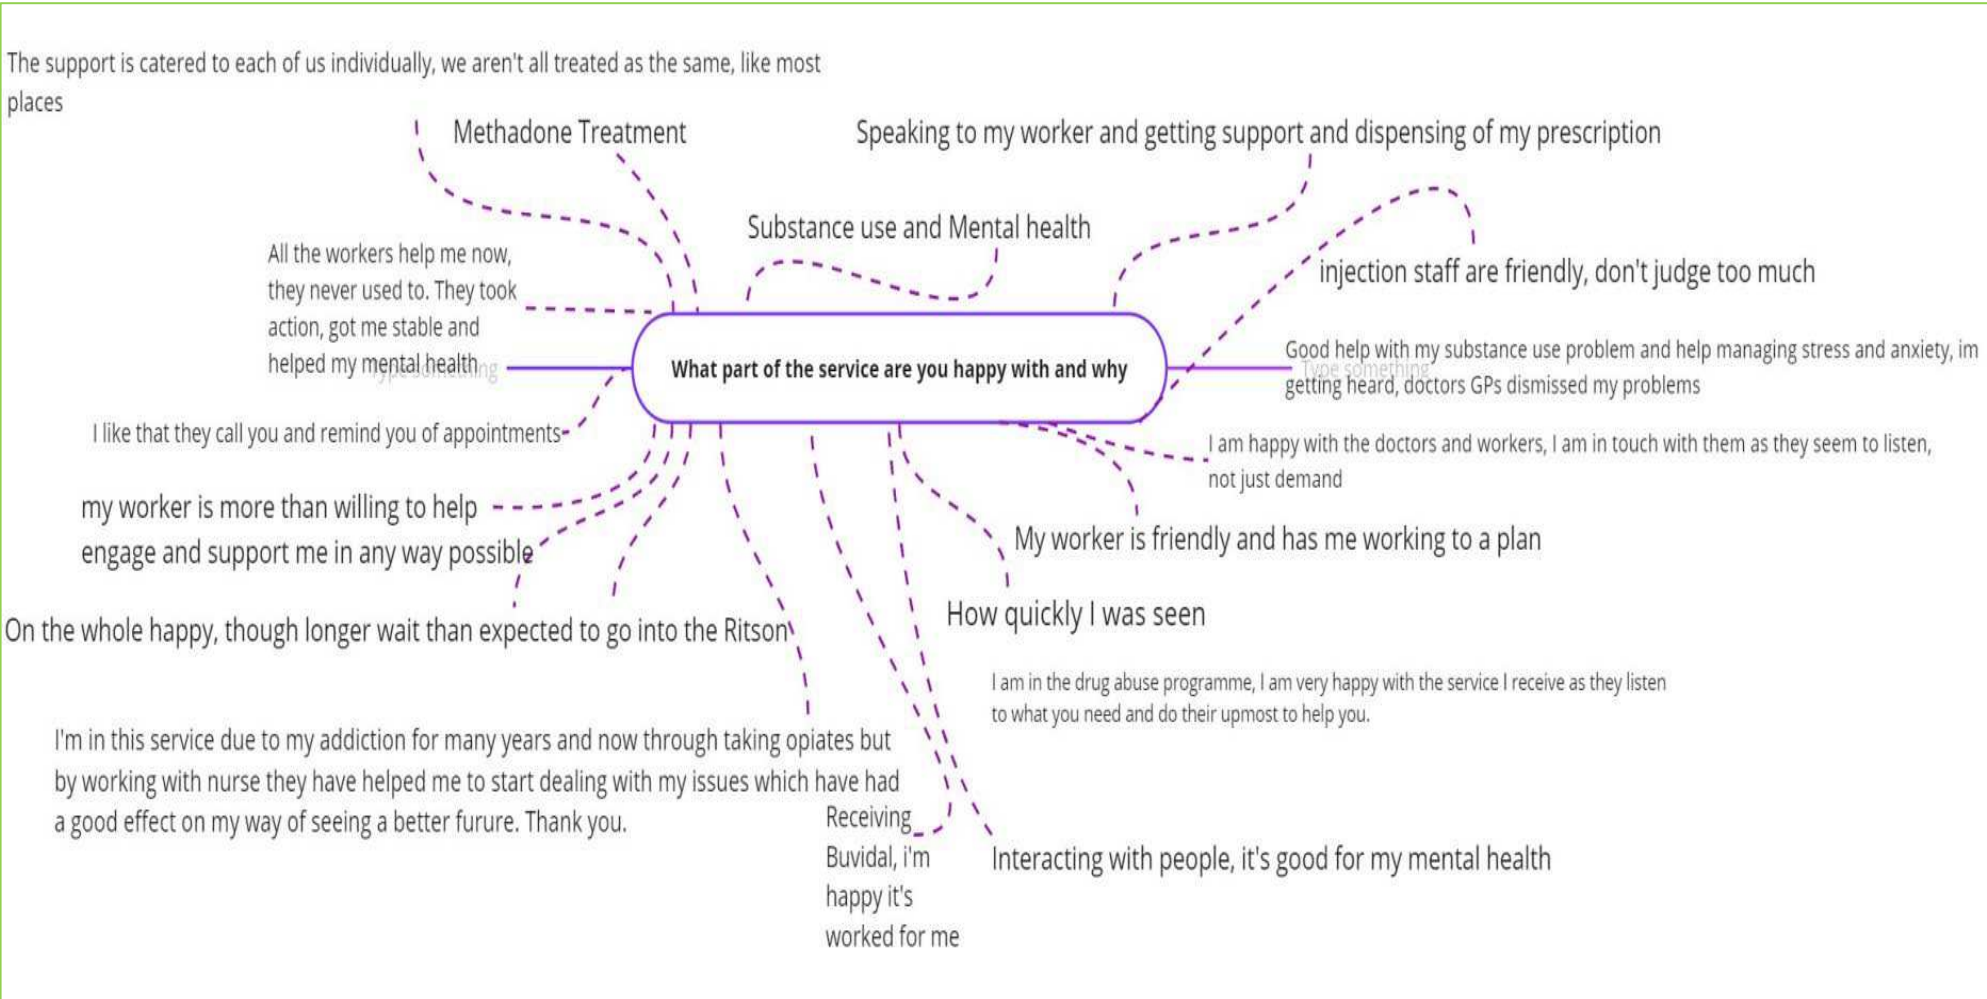 The support is catered to each of us individually, we aren't all treated as the same, like most
places
Methadone Treatment
Speaking to my worker and getting support and dispensing of my prescription
Substance use and Mental health
injection staff are friendly, don't judge too much
All the workers help me now,
they never used to. They took
action, got me stable and
helped my mental health
Type something
What part of the service are you happy with and why
Good help with my substance use problem and help managing stress and anxiety, im
Type something
getting heard, doctors GPs dismissed my problems
I like that they call you and remind you of appointments
I am happy with the doctors and workers, I am in touch with them as they seem to listen,
not just demand
my worker is more than willing to help
engage and support me in any way possible
My worker is friendly and has me working to a plan
How quickly I was seen
On the whole happy, though longer wait than expected to go into the Ritson
I am in the drug abuse programme, I am very happy with the service I receive as they listen
to what you need and do their upmost to help you.
I'm in this service due to my addiction for many years and now through taking opiates but
by working with nurse they have helped me to start dealing with my issues which have had
a good effect on my way of seeing a better furure. Thank you.
Receiving
Buvidal, i'm
happy it's
worked for me
Interacting with people, it's good for my mental health